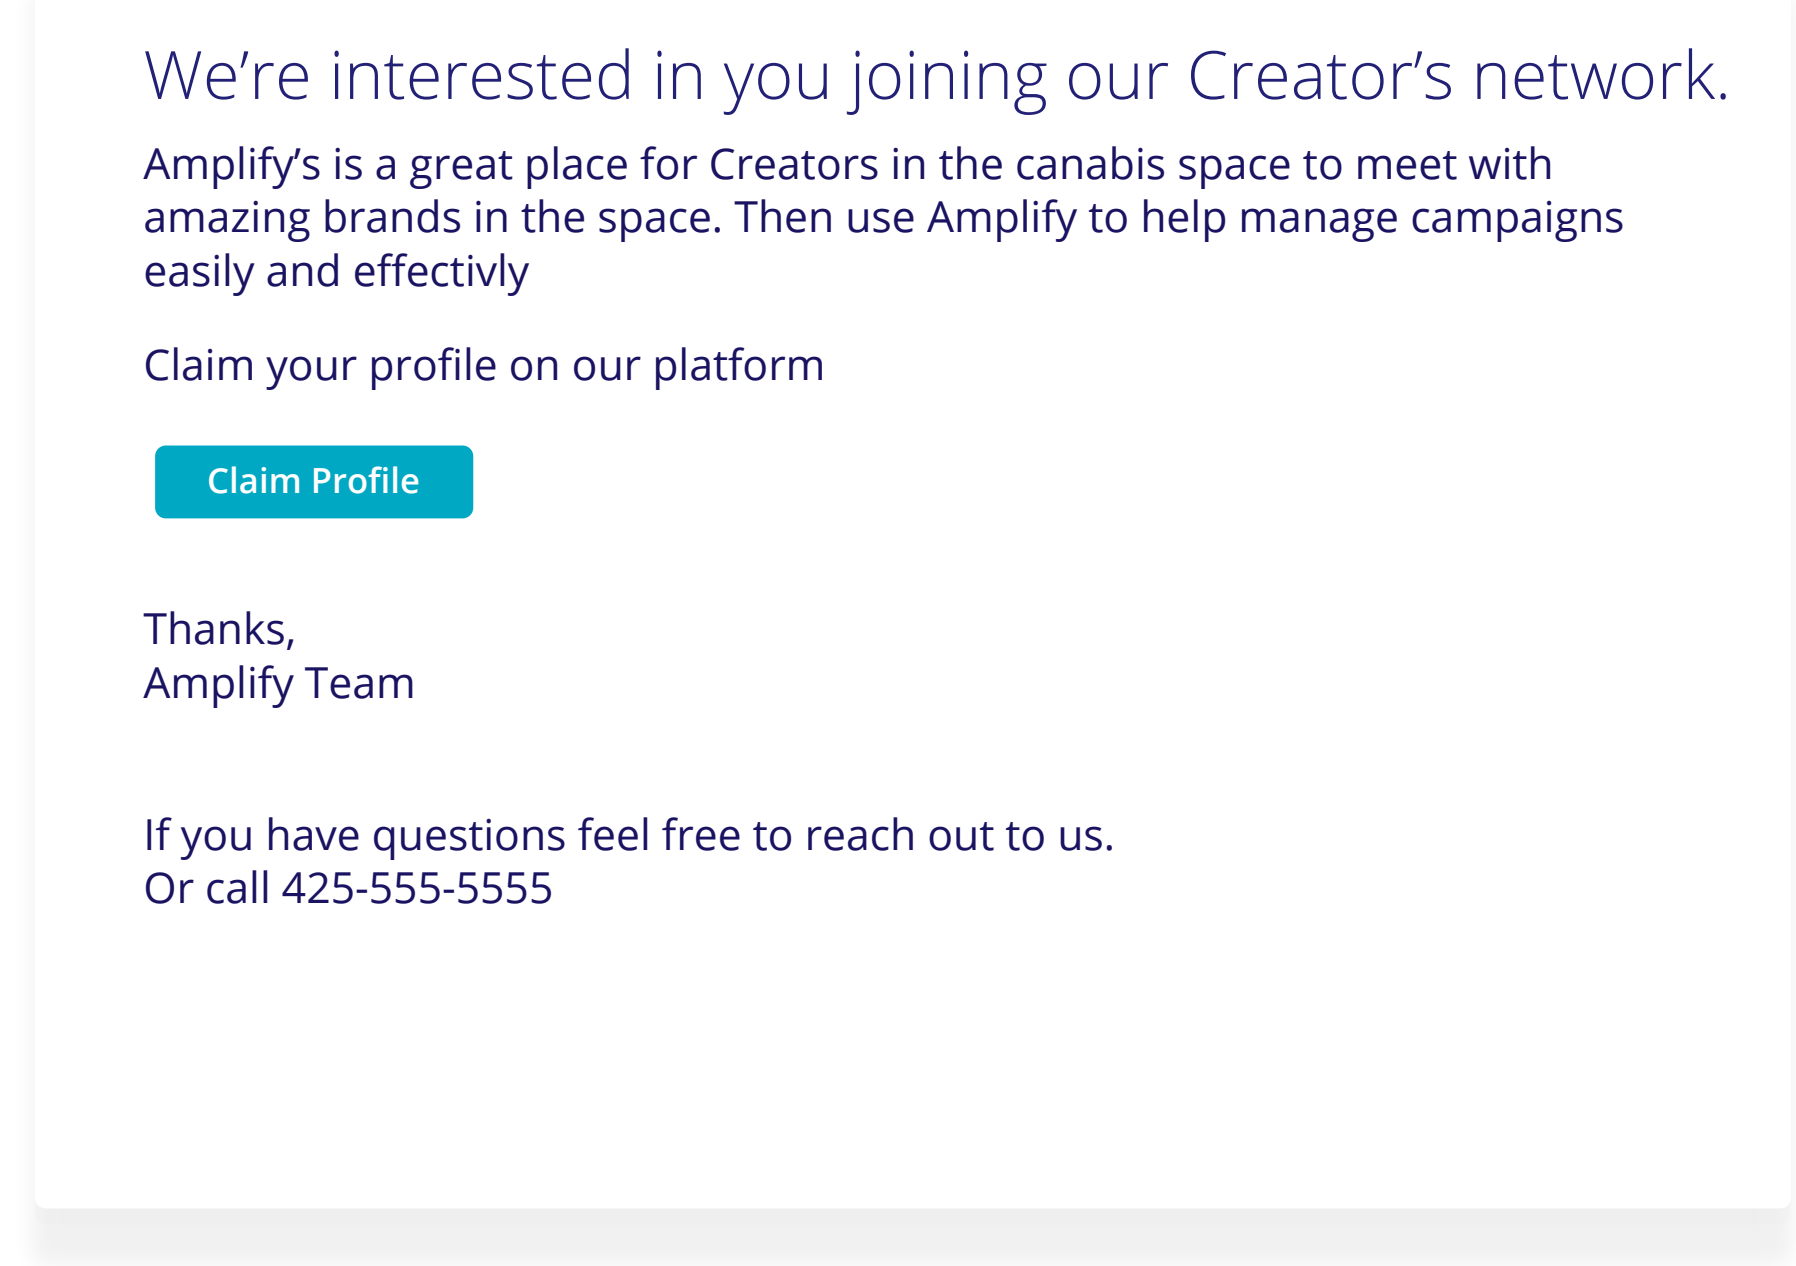 We’re interested in you joining our Creator’s network.
Amplify’s is a great place for Creators in the canabis space to meet with
amazing brands in the space. Then use Amplify to help manage campaigns
easily and effectivly
Claim your profile on our platform
Claim Profile
Thanks,
Amplify Team
If you have questions feel free to reach out to us.
Or call 425-555-5555